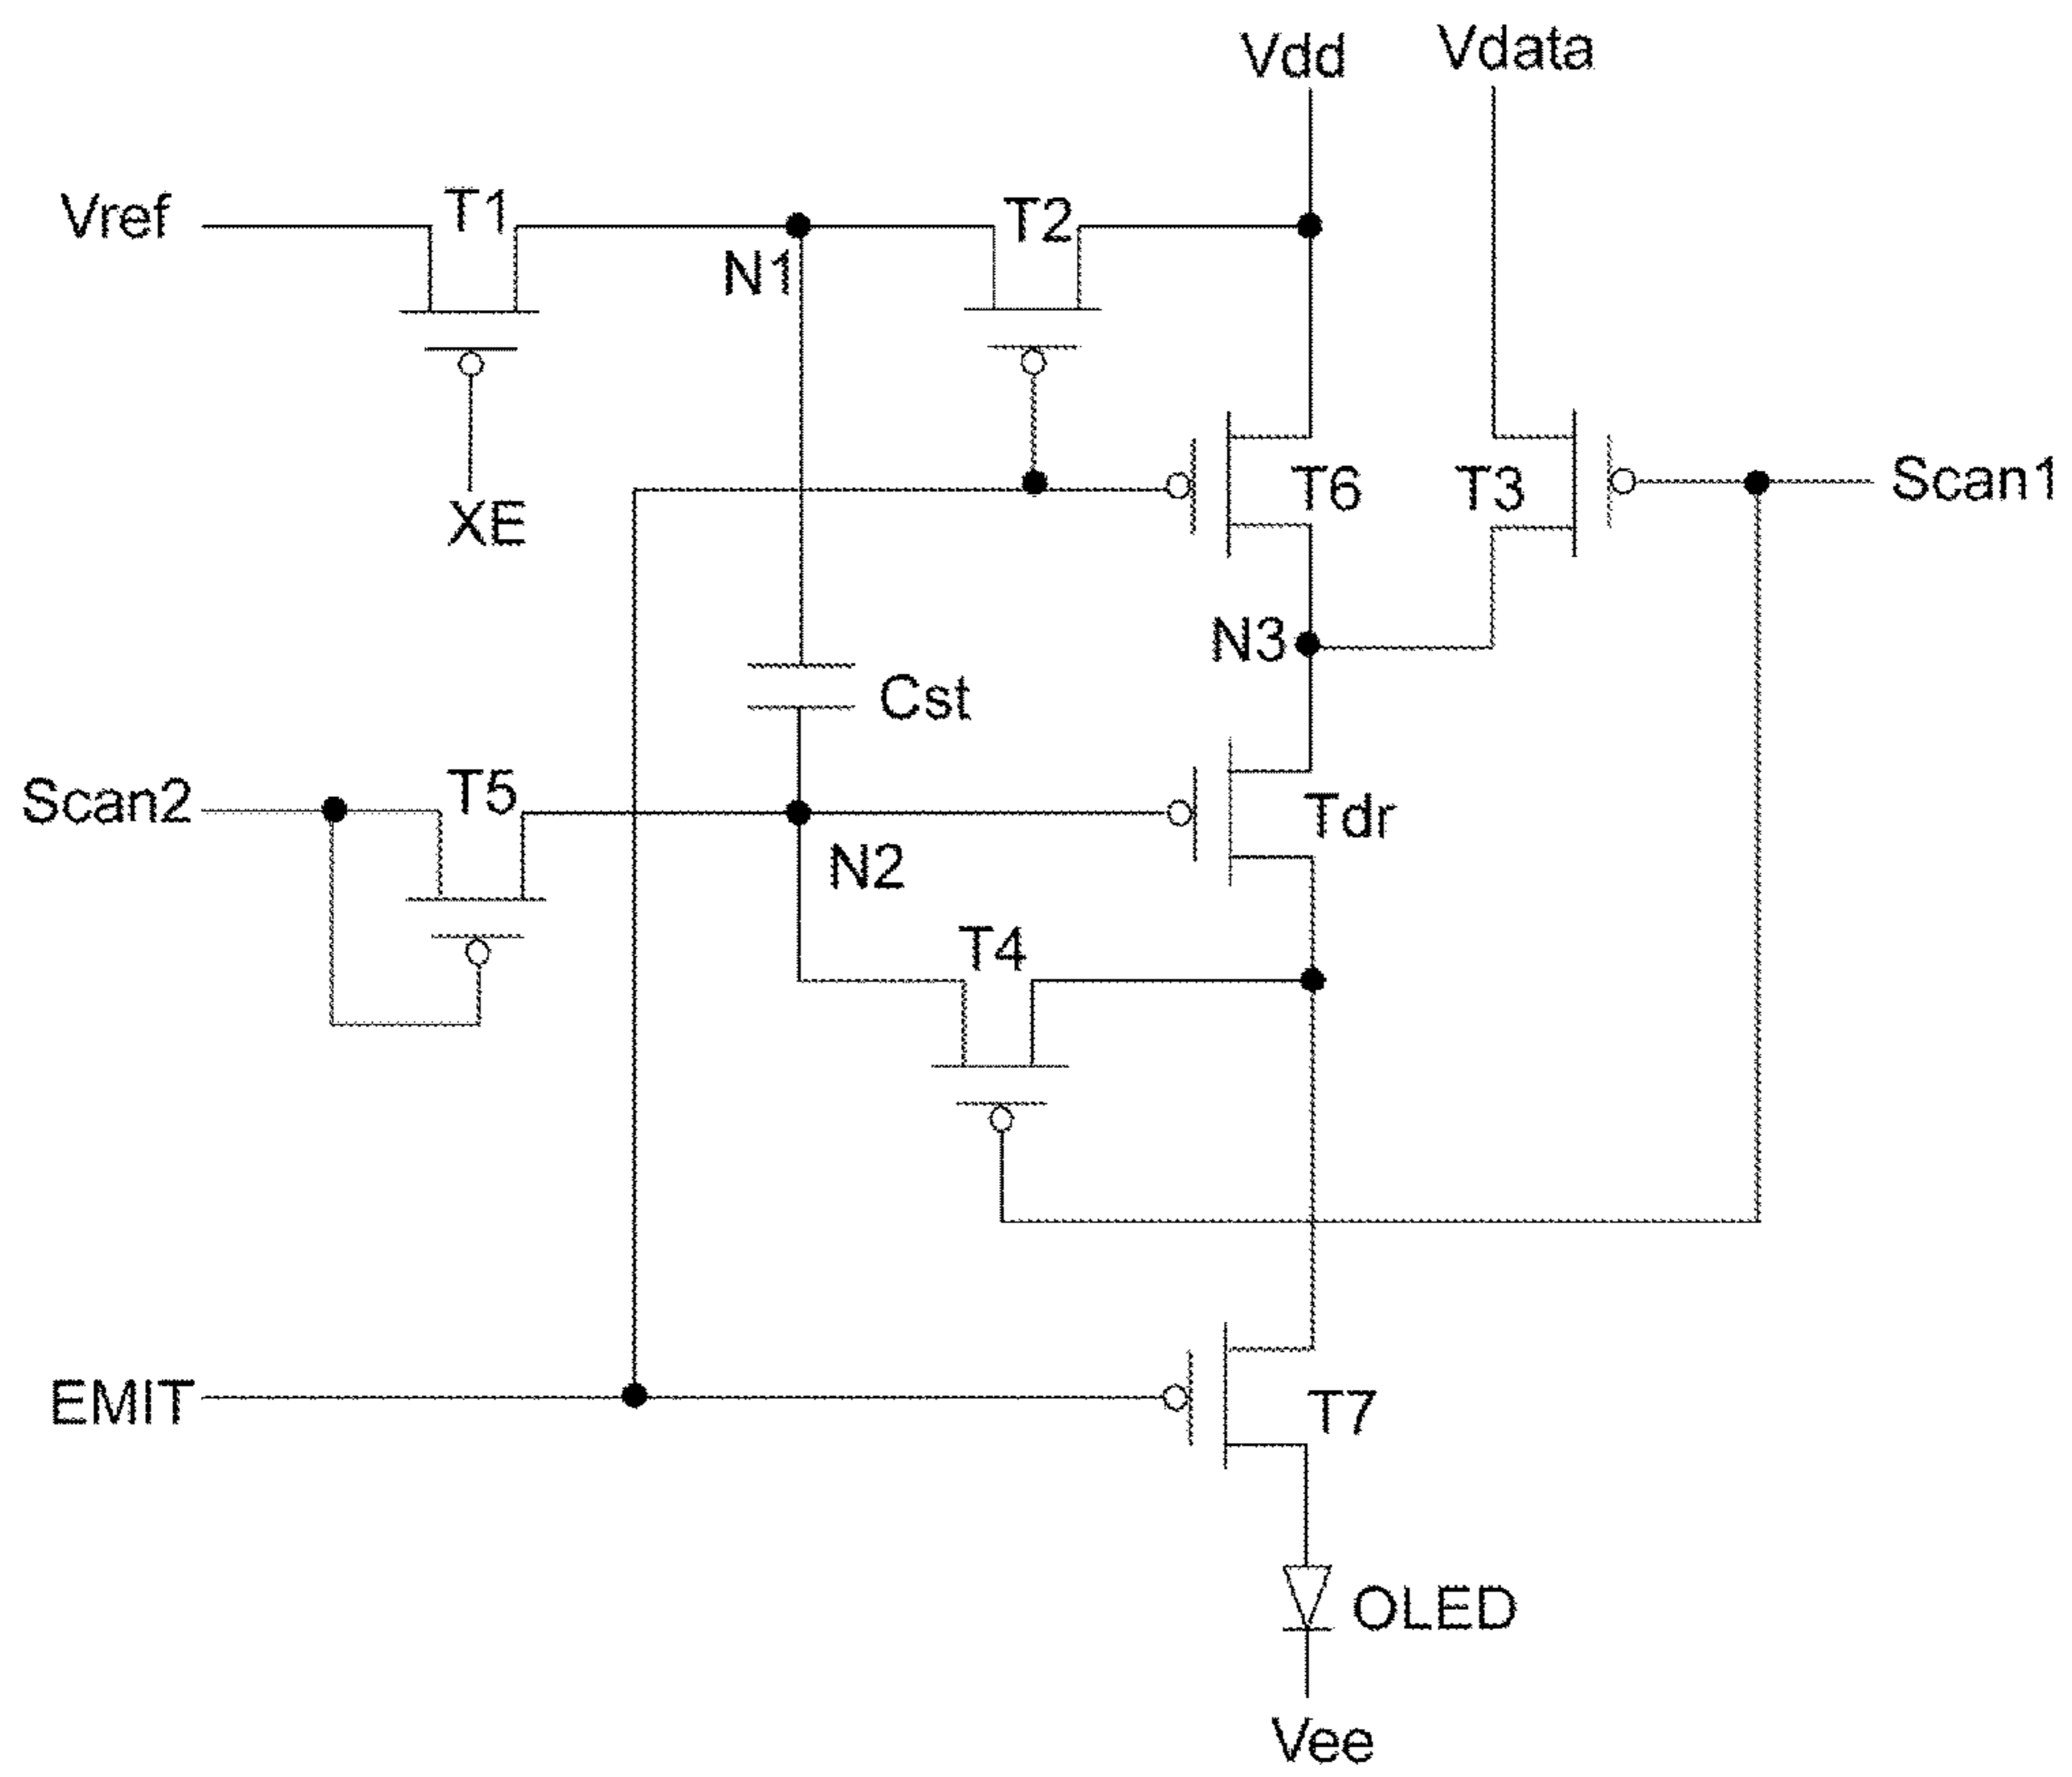 Vdd
Vdata
Vref
T1
T2
N1
XE
T6
T3
Scan1
N3
Cst
Scan2
T5
Tdr
N2
T4
EMIT
T7
OLED
Vee